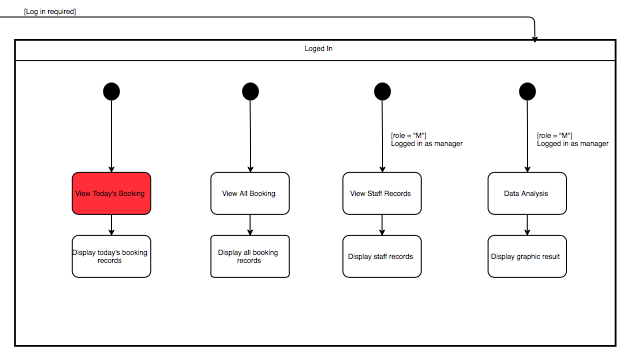 [Log in required]
Loged In
[role = "M"]
Logged in as manager
[role = "M"]
Logged in as manager
View Today's Booking
View All Booking
View Staff Records
Data Analysis
Display today's booking
records
Display all booking
records
Display staff records
Display graphic result